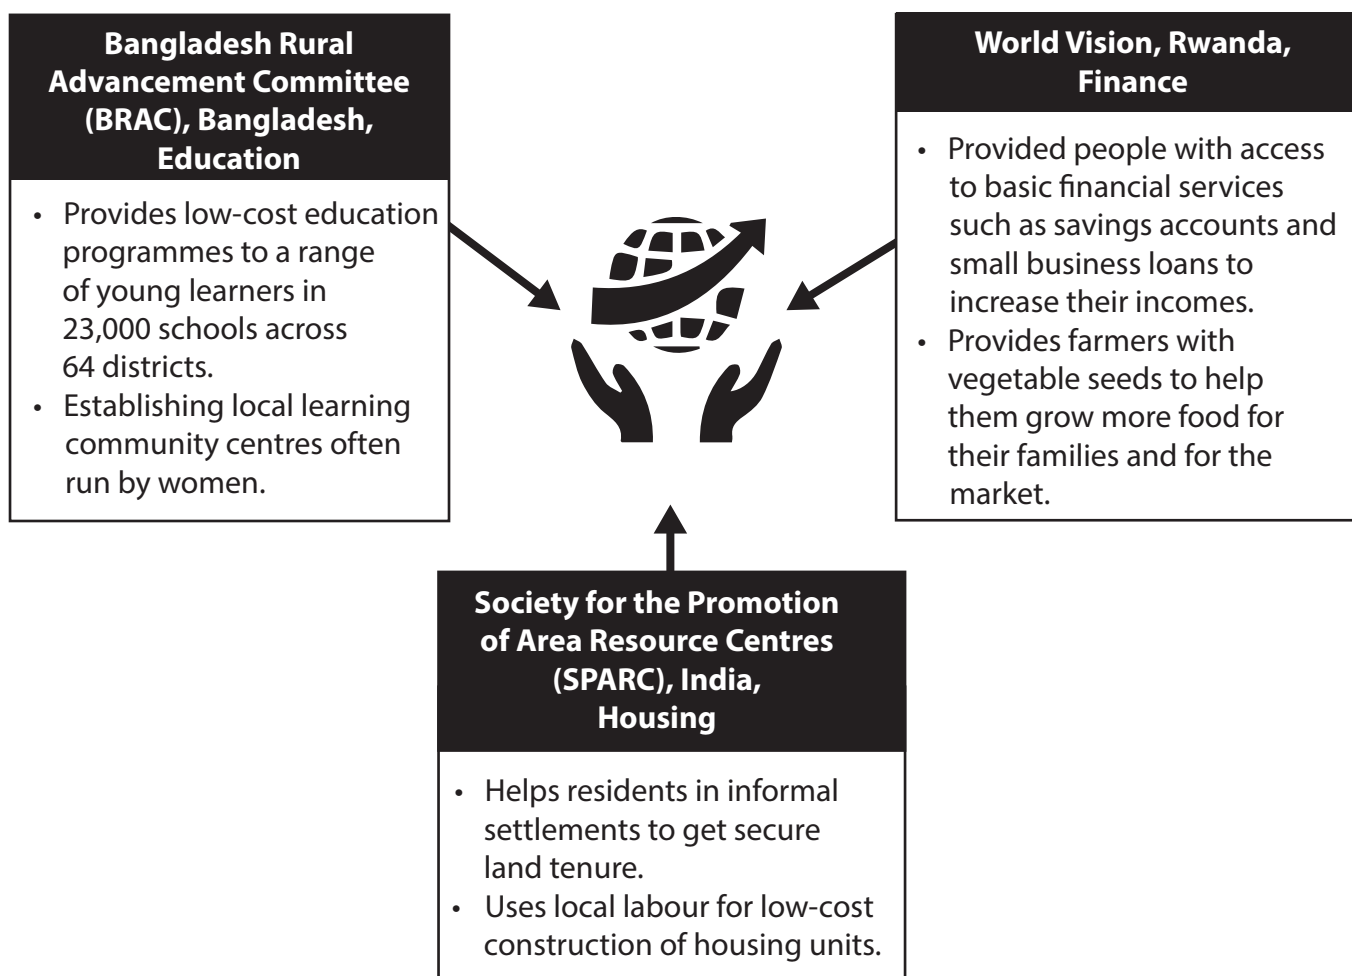 Bangladesh Rural
Advancement Committee
(BRAC), Bangladesh,
Education
• Provides low-cost education
programmes to a range
of young learners in
23,000 schools across
64 districts.
• Establishing local learning
community centres often
run by women.
World Vision, Rwanda,
Finance
• Provided people with access
to basic financial services
such as savings accounts and
small business loans to
increase their incomes.
• Provides farmers with
vegetable seeds to help
them grow more food for
their families and for the
market.
Society for the Promotion
of Area Resource Centres
(SPARC), India,
Housing
• Helps residents in informal
settlements to get secure
land tenure.
• Uses local labour for low-cost
construction of housing units.